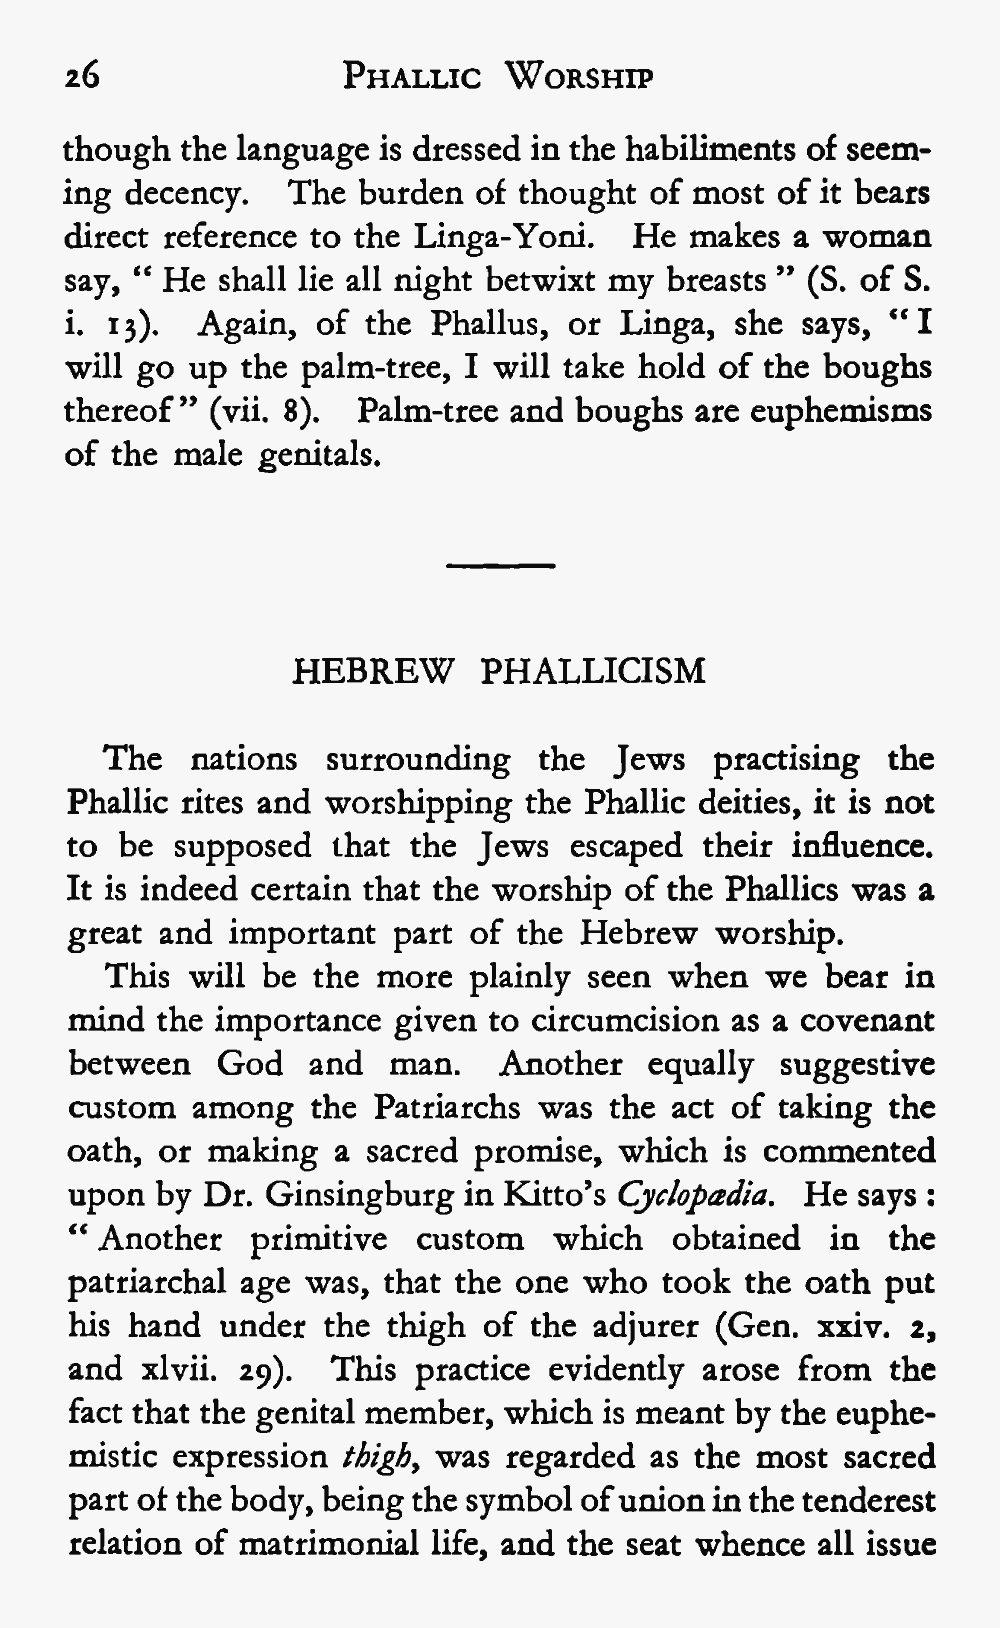 26 PHALLIC WORSHIP
though the language is dressed in the habiliments of seem-
ing decency. The burden of thought of most of it bears
direct reference to the Linga-Yoni. He makes a woman
say, “ He shall lie all night betwixt my breasts ” (S. of S.
i. 13). Again, of the Phallus, or Linga, she says, “ I
will go up the palm-tree, I will take hold of the boughs
thereof ” (vii. 8). Palm-tree and boughs are euphemisms
of the male genitals.
HEBREW PHALLICISM
The nations surrounding the Jews practising the
Phallic rites and worshipping the Phallic deities, it is not
to be supposed that the Jews escaped their influence.
It is indeed certain that the worship of the Phallics was a
great and important part of the Hebrew worship.
This will be the more plainly seen when we bear in
mind the importance given to circumcision as a covenant
between God and man. Another equally suggestive
custom among the Patriarchs was the act of taking the
oath, or making a sacred promise, which is commented
upon by Dr. Ginsingburg in Kitto’s Cyclopædia. He says :
“ Another primitive custom which obtained in the
patriarchal age was, that the one who took the oath put
his hand under the thigh of the adjurer (Gen. xxiv. 2,
and xlvii. 29). This practice evidently arose from the
fact that the genital member, which is meant by the euphe-
mistic expression thigh, was regarded as the most sacred
part of the body, being the symbol of union in the tenderest
relation of matrimonial life, and the seat whence all issue